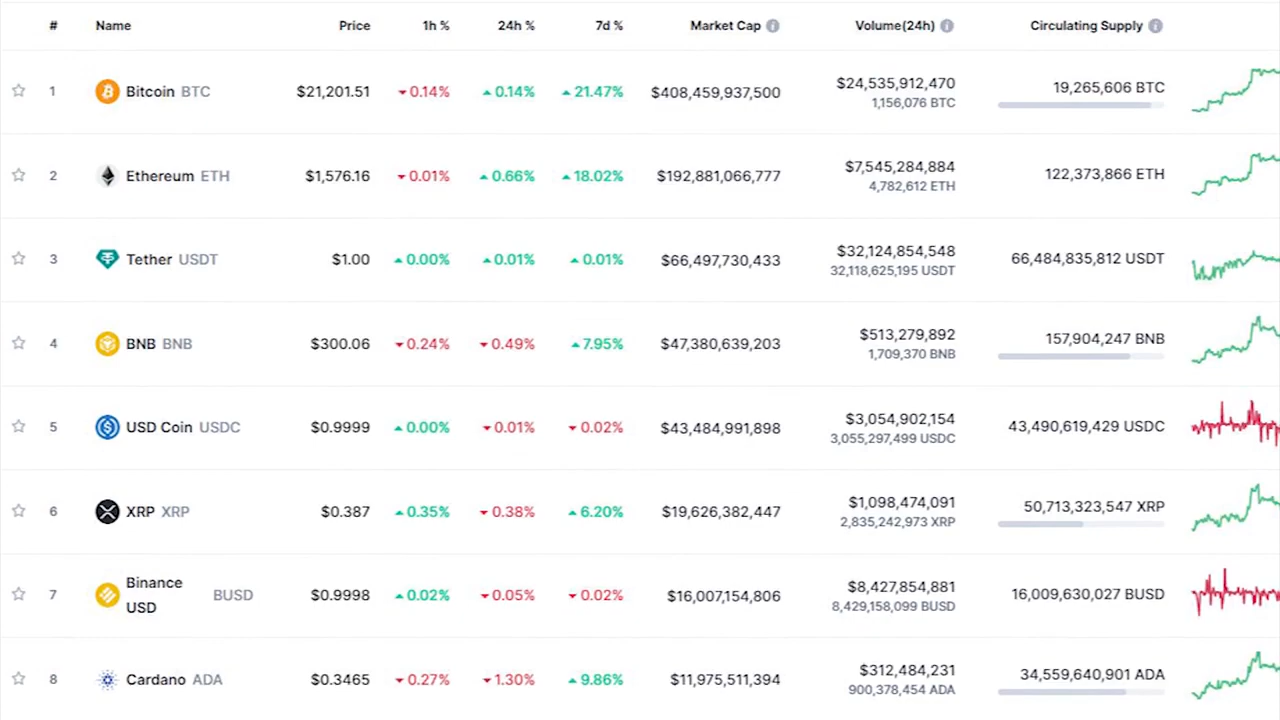 # Name Price 1h % 24h % 7d % Market Cap Volume(24h) Circulating Supply
1 Bitcoin BTC $21,201.51 0.14% 0.14% 21.47% $408,459,937,500 $24,535,912,470 19,265,606 BTC
1,156,076 BTC
2 Ethereum ETH $1,576.16 0.01% 0.66% 18.02% $192,881,066,777 $7,545,284,884 122,373,866 ETH
4,782,612 ETH
3 Tether USDT $1.00 0.00% 0.01% 0.01% $66,497,730,433 $32,124,854,548 66,484,835,812 USDT
32,118,625,195 USDT
4 BNB BNB $300.06 0.24% 0.49% 7.95% $47,380,639,203 $513,279,892 157,904,247 BNB
1,709,370 BNB
5 USD Coin USDC $0.9999 0.00% 0.01% 0.02% $43,484,991,898 $3,054,902,154 43,490,619,429 USDC
3,055,297,499 USDC
6 XRP XRP $0.387 0.35% 0.38% 6.20% $19,626,382,447 $1,098,474,091 50,713,323,547 XRP
2,835,242,973 XRP
7 Binance USD BUSD $0.9998 0.02% 0.05% 0.02% $16,007,154,806 $8,427,854,881 16,009,630,027 BUSD
8,429,158,099 BUSD
8 Cardano ADA $0.3465 0.27% 1.30% 9.86% $11,975,511,394 $312,484,231 34,559,640,901 ADA
900,378,454 ADA